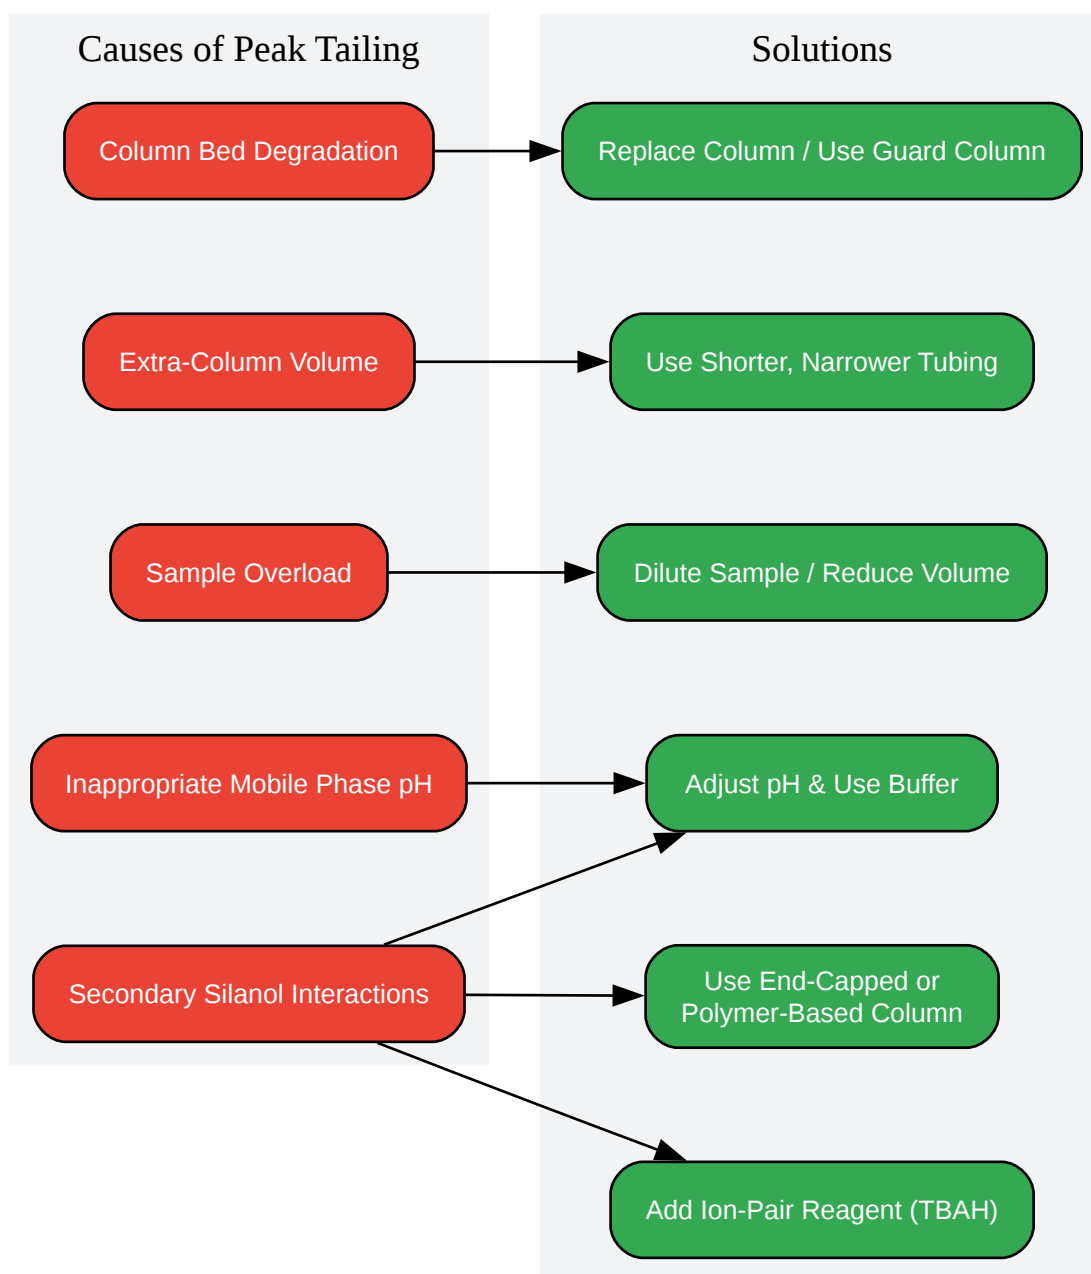 Causes of Peak Tailing
Solutions
Column Bed Degradation
Replace Column / Use Guard Column
Extra-Column Volume
Use Shorter, Narrower Tubing
Sample Overload
Dilute Sample / Reduce Volume
Inappropriate Mobile Phase pH
Adjust pH & Use Buffer
Secondary Silanol Interactions
Use End-Capped or
Polymer-Based Column
Add Ion-Pair Reagent (TBAH)